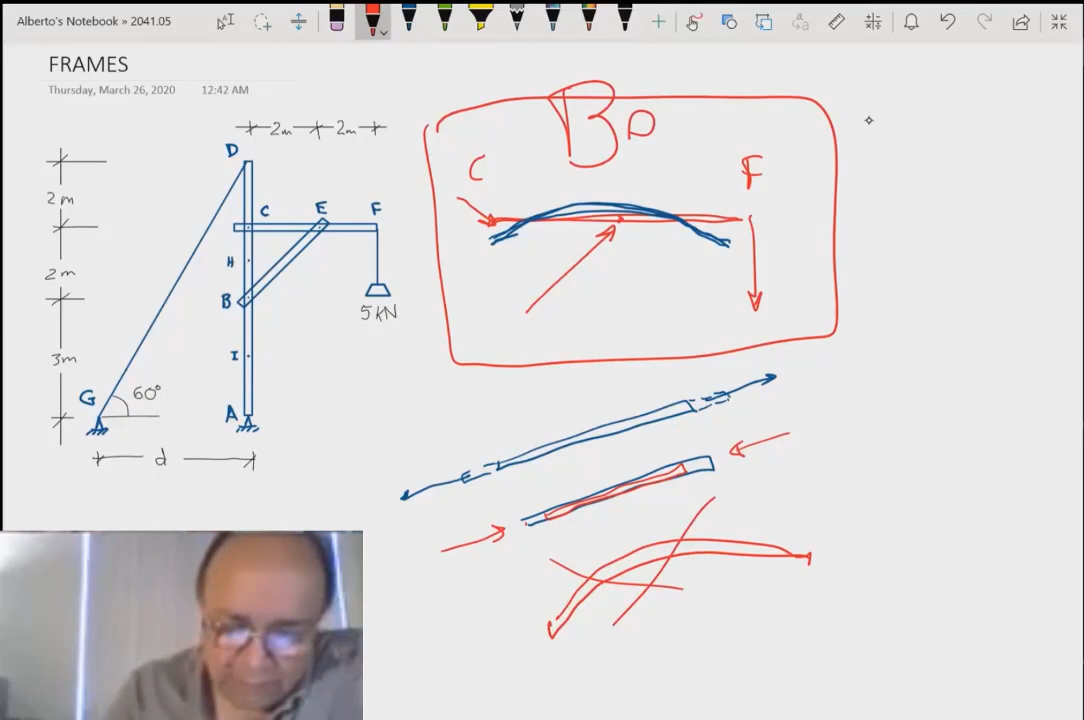 Alberto's Notebook » 2041.05
FRAMES
Thursday, March 26, 2020 12:42 AM
2m 2m
D
2 m
C E F
2m
H
B
5 KN
I
3m
G 60°
A
d
BD
C F